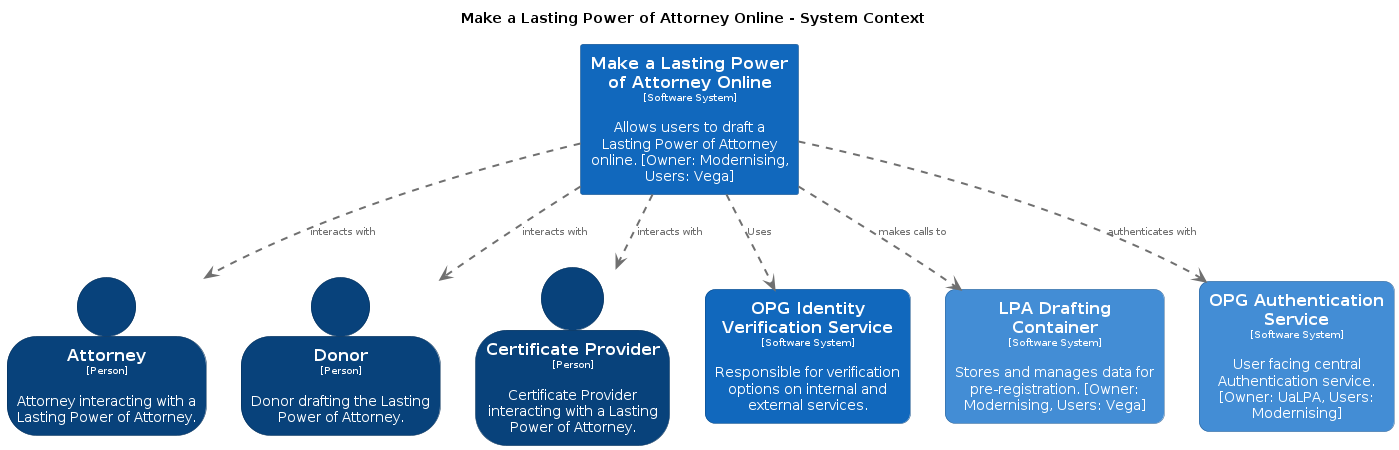 Make a Lasting Power of Attorney Online - System Context
Make a Lasting Power
of Attorney Online
[Software System]
Allows users to draft a
Lasting Power of Attorney
online. [Owner: Modernising,
Users: Vega]
interacts with
interacts with
interacts with
Uses
makes calls to
authenticates with
Attorney
[Person]
Attorney interacting with a
Lasting Power of Attorney.
Donor
[Person]
Donor drafting the Lasting
Power of Attorney.
Certificate Provider
[Person]
Certificate Provider
interacting with a Lasting
Power of Attorney.
OPG Identity
Verification Service
[Software System]
Responsible for verification
options on internal and
external services.
LPA Drafting
Container
[Software System]
Stores and manages data for
pre-registration. [Owner:
Modernising, Users: Vega]
OPG Authentication
Service
[Software System]
User facing central
Authentication service.
[Owner: UaLPA, Users:
Modernising]